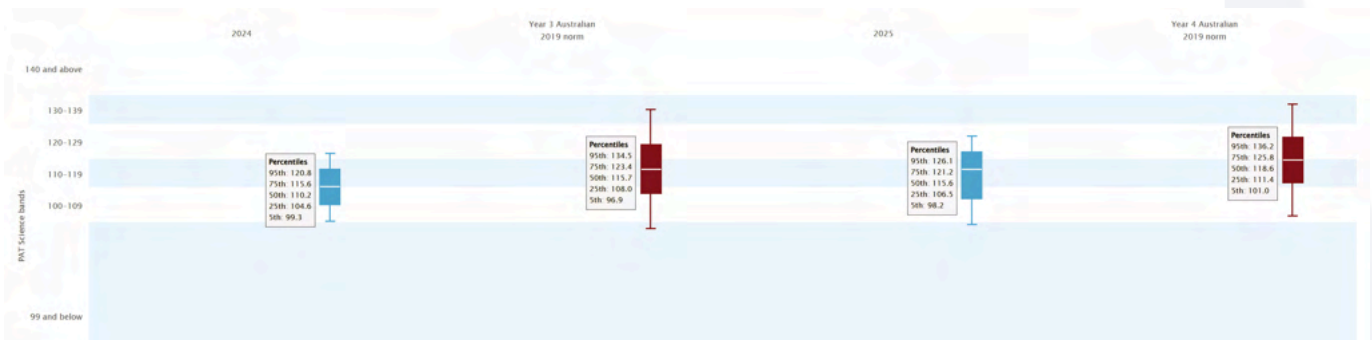 2024
Year 3 Australian
2019 norm
2025
Year 4 Australian
2019 norm
140 and above
130-139
120-129
110-119
100-109
99 and below
PAT Science bands
Percentiles
95th: 120.8
75th: 115.6
50th: 110.2
25th: 104.6
5th: 99.3
Percentiles
95th: 134.5
75th: 123.4
50th: 115.7
25th: 108.0
5th: 96.9
Percentiles
95th: 126.1
75th: 121.2
50th: 115.6
25th: 106.5
5th: 98.2
Percentiles
95th: 136.2
75th: 125.8
50th: 118.6
25th: 111.4
5th: 101.0